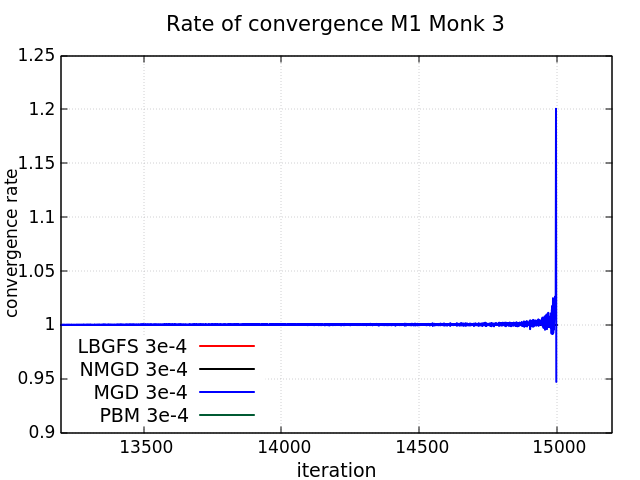 Rate of convergence M1 Monk 3
convergence rate
1.25
1.2
1.15
1.1
1.05
1
0.95
0.9
LBGFS 3e-4
NMGD 3e-4
MGD 3e-4
PBM 3e-4
13500 14000 14500 15000
iteration